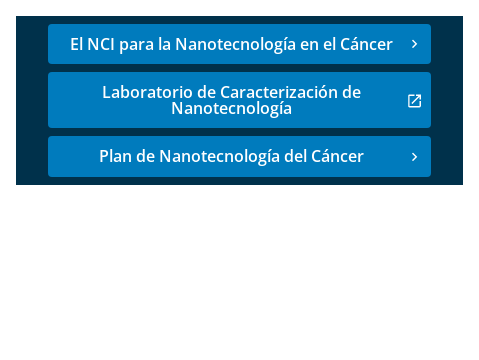 El NCI para la Nanotecnología en el Cáncer
Laboratorio de Caracterización de
Nanotecnología
Plan de Nanotecnología del Cáncer